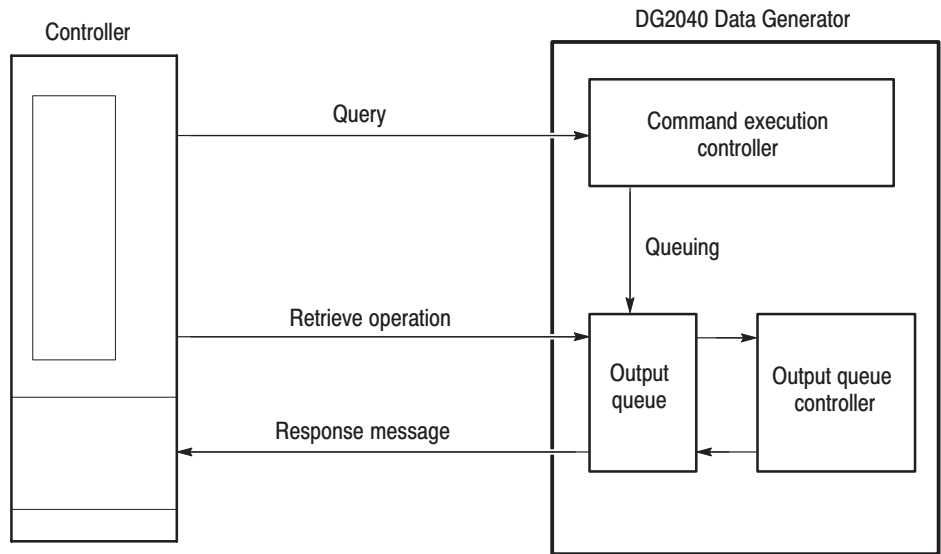 DG2040 Data Generator
Controller
Query
Command execution
controller
Queuing
Retrieve operation
Output
queue
Output queue
controller
Response message